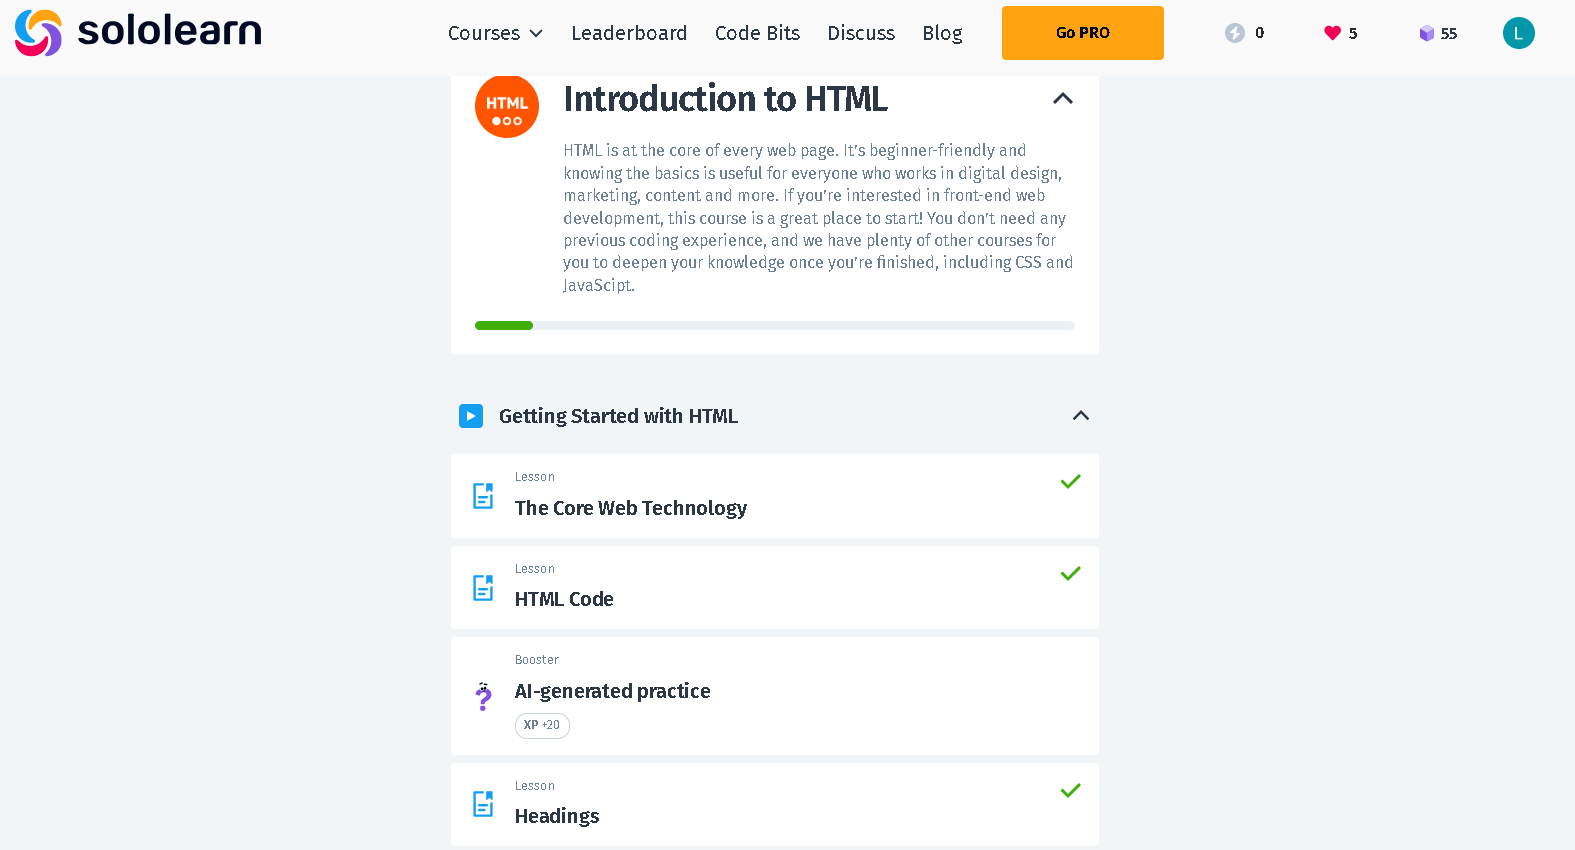 sololearn
Courses
Leaderboard
Code Bits
Discuss
Blog
Go PRO
0
5
55
L
HTML
Introduction to HTML
HTML is at the core of every web page. It's beginner-friendly and
knowing the basics is useful for everyone who works in digital design,
marketing, content and more. If you're interested in front-end web
development, this course is a great place to start! You don't need any
previous coding experience, and we have plenty of other courses for
you to deepen your knowledge once you're finished, including CSS and
JavaScipt.
Getting Started with HTML
Lesson
The Core Web Technology
Lesson
HTML Code
Booster
AI-generated practice
XP +20
Lesson
Headings